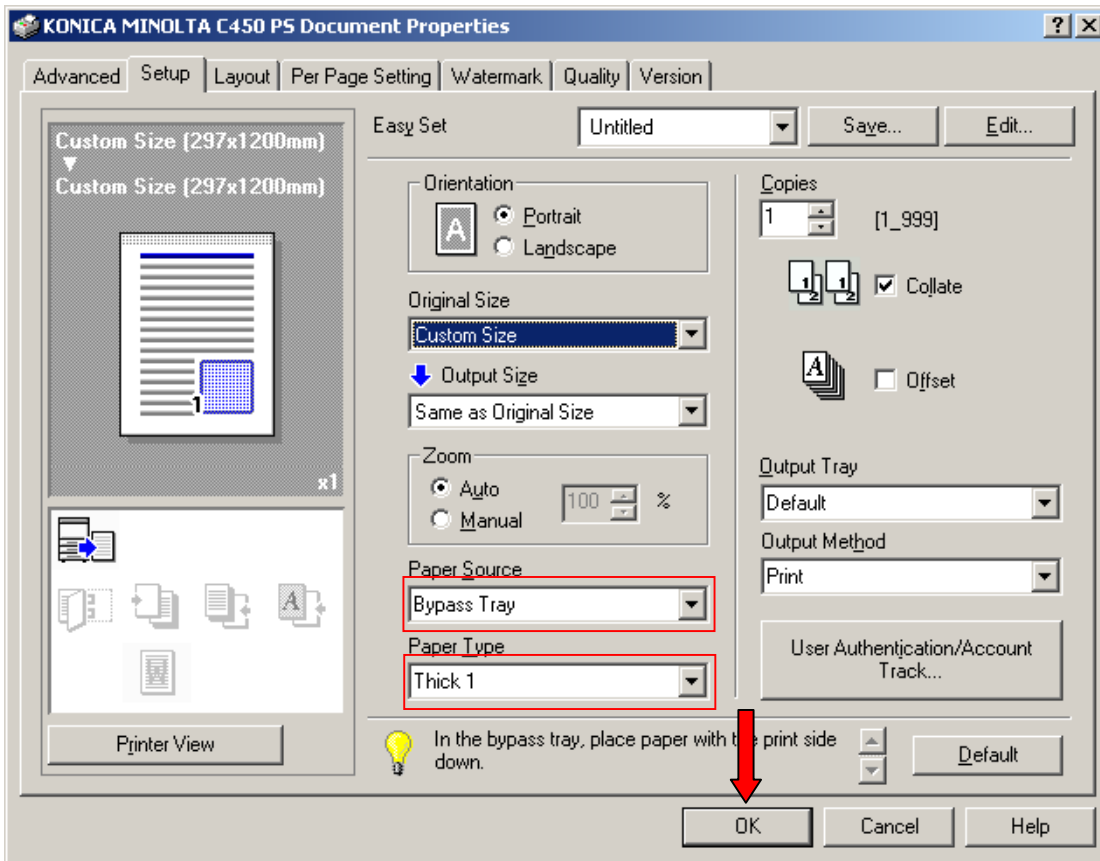 KONICA MINOLTA C450 PS Document Properties
Advanced Setup Layout Per Page Setting Watermark Quality Version
Custom Size (297x1200mm)
Custom Size (297x1200mm)
1
x1
Printer View
Easy Set Untitled Save... Edit...
Orientation
A
Portrait
Landscape
Original Size
Custom Size
Output Size
Same as Original Size
Zoom
Auto
Manual
100 %
Paper Source
Bypass Tray
Paper Type
Thick 1
Copies
1 [1_999]
1 2 1 2 Collate
A Offset
Output Tray
Default
Output Method
Print
User Authentication/Account
Track...
In the bypass tray, place paper with the print side
down.
Default
OK Cancel Help